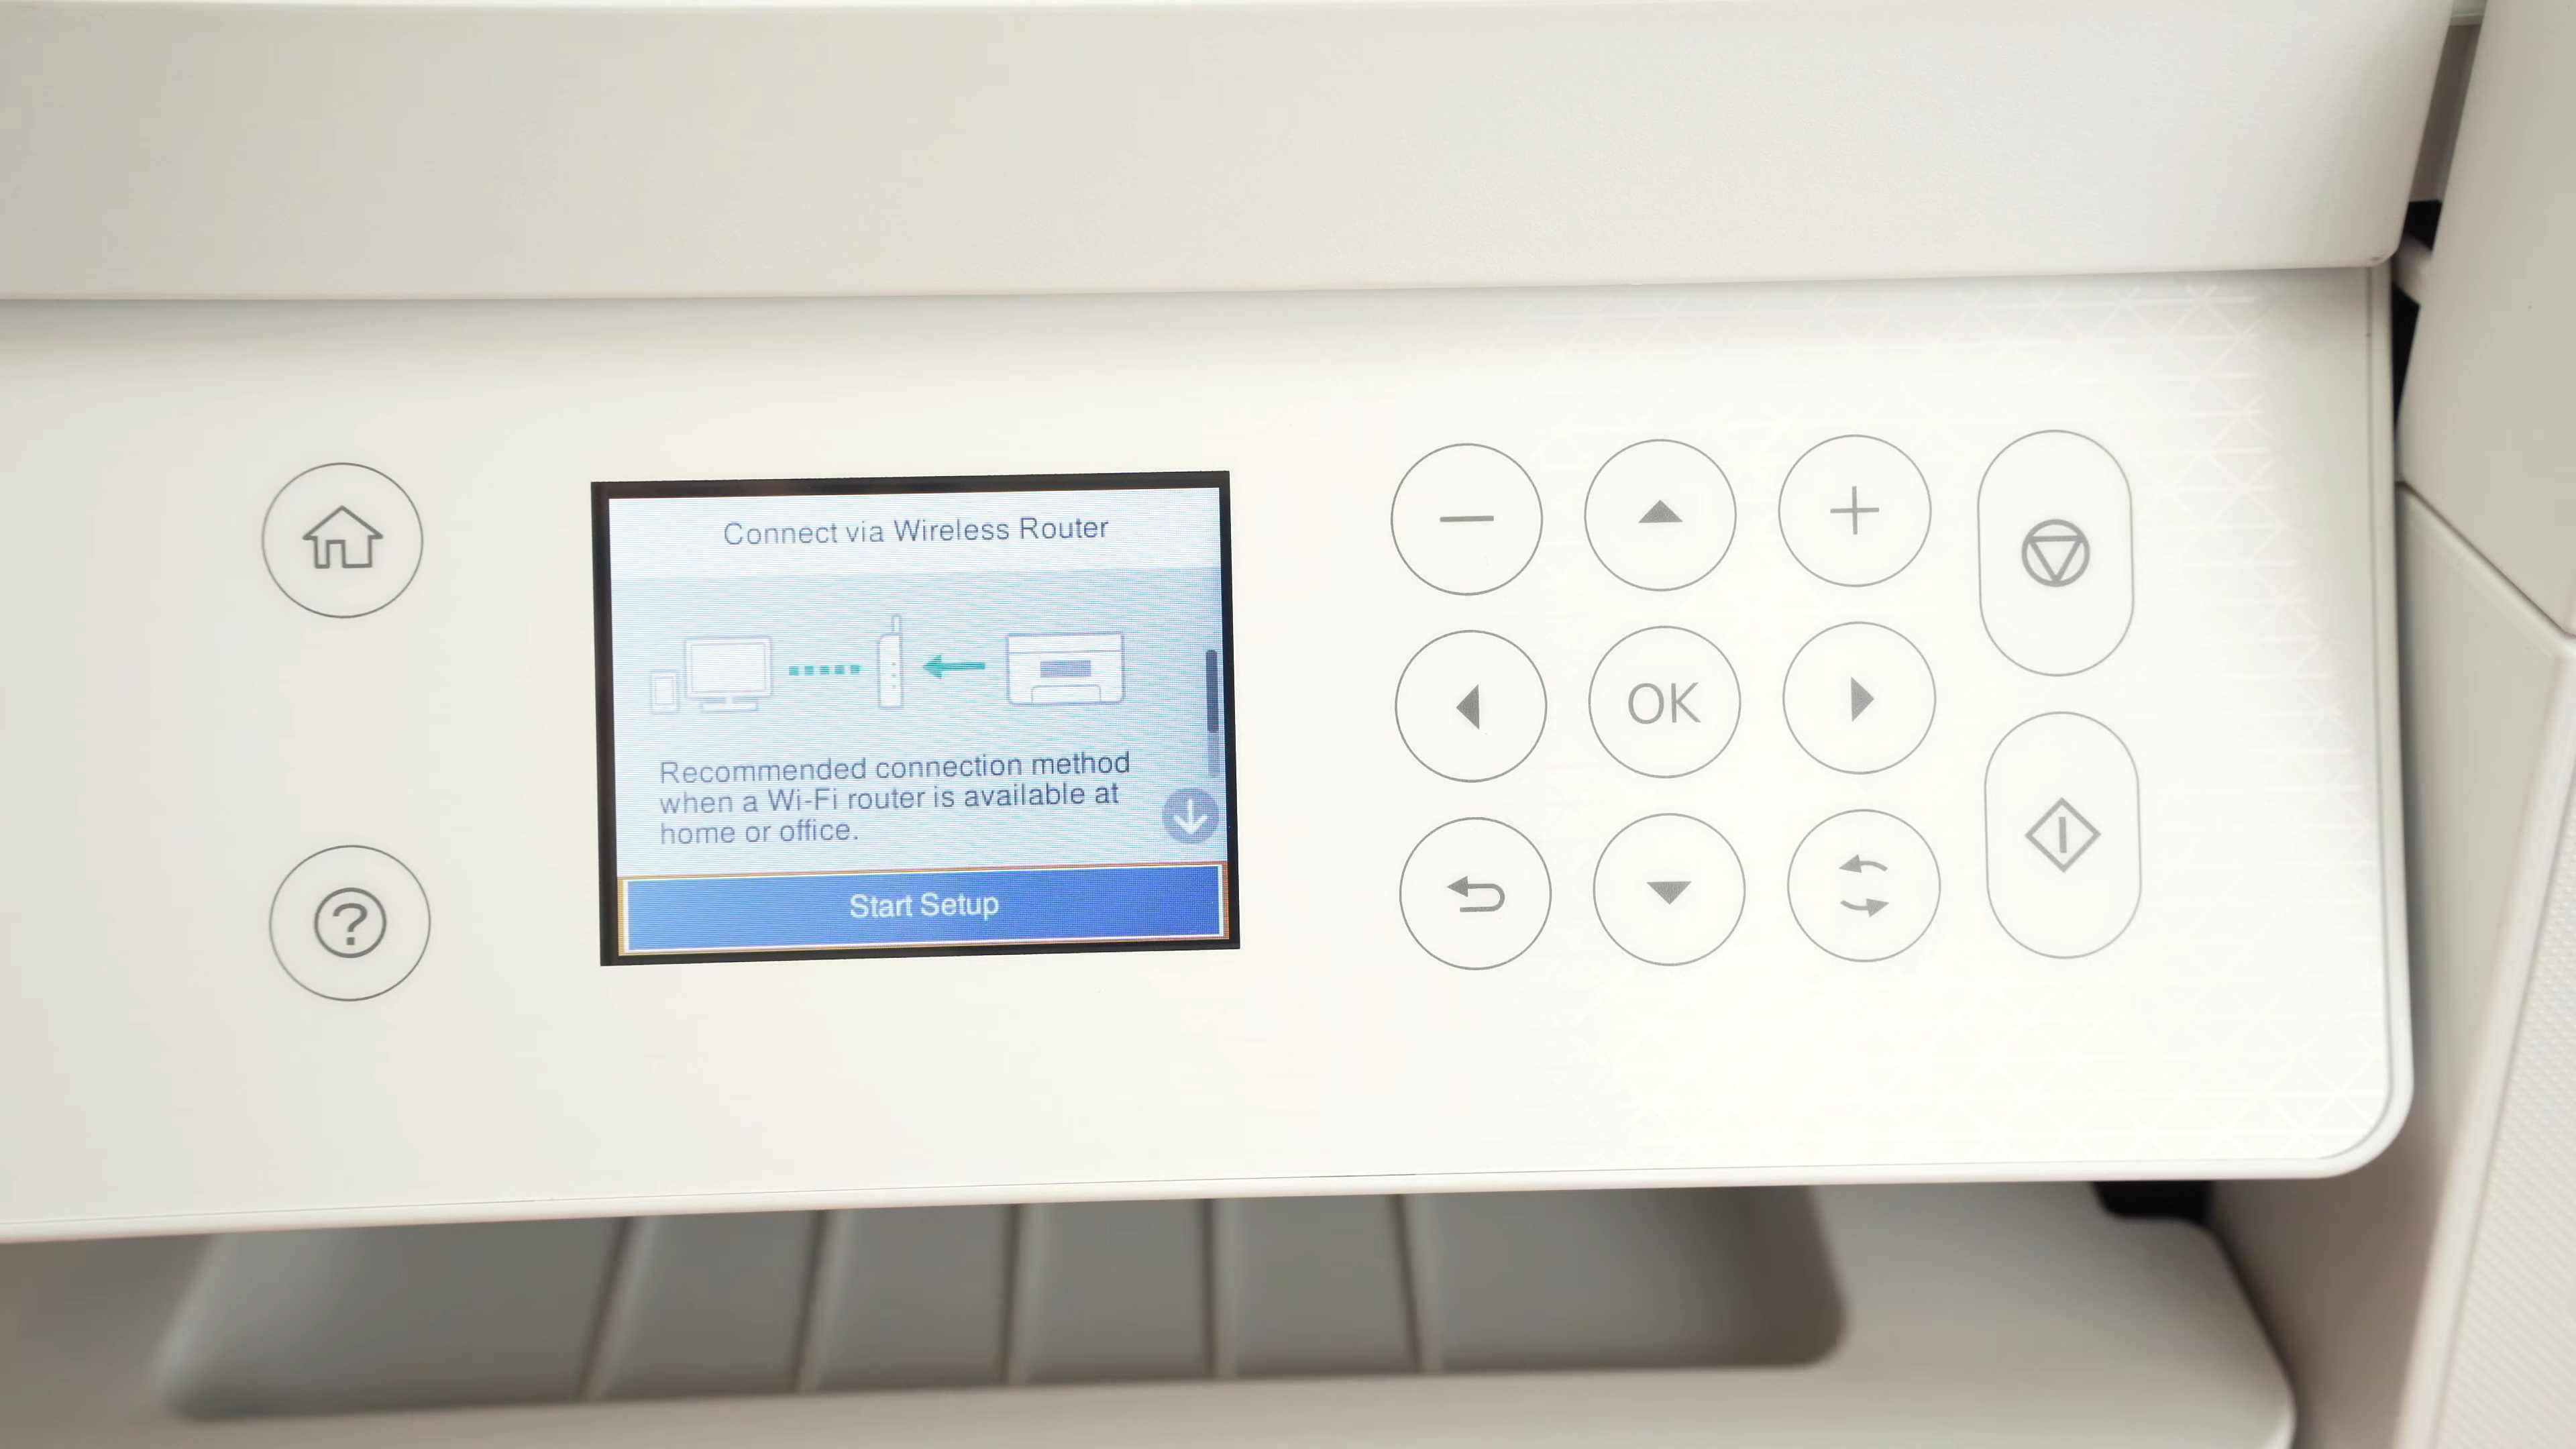 Connect via Wireless Router
Recommended connection method
when a Wi-Fi router is available at
home or office.
Start Setup
OK